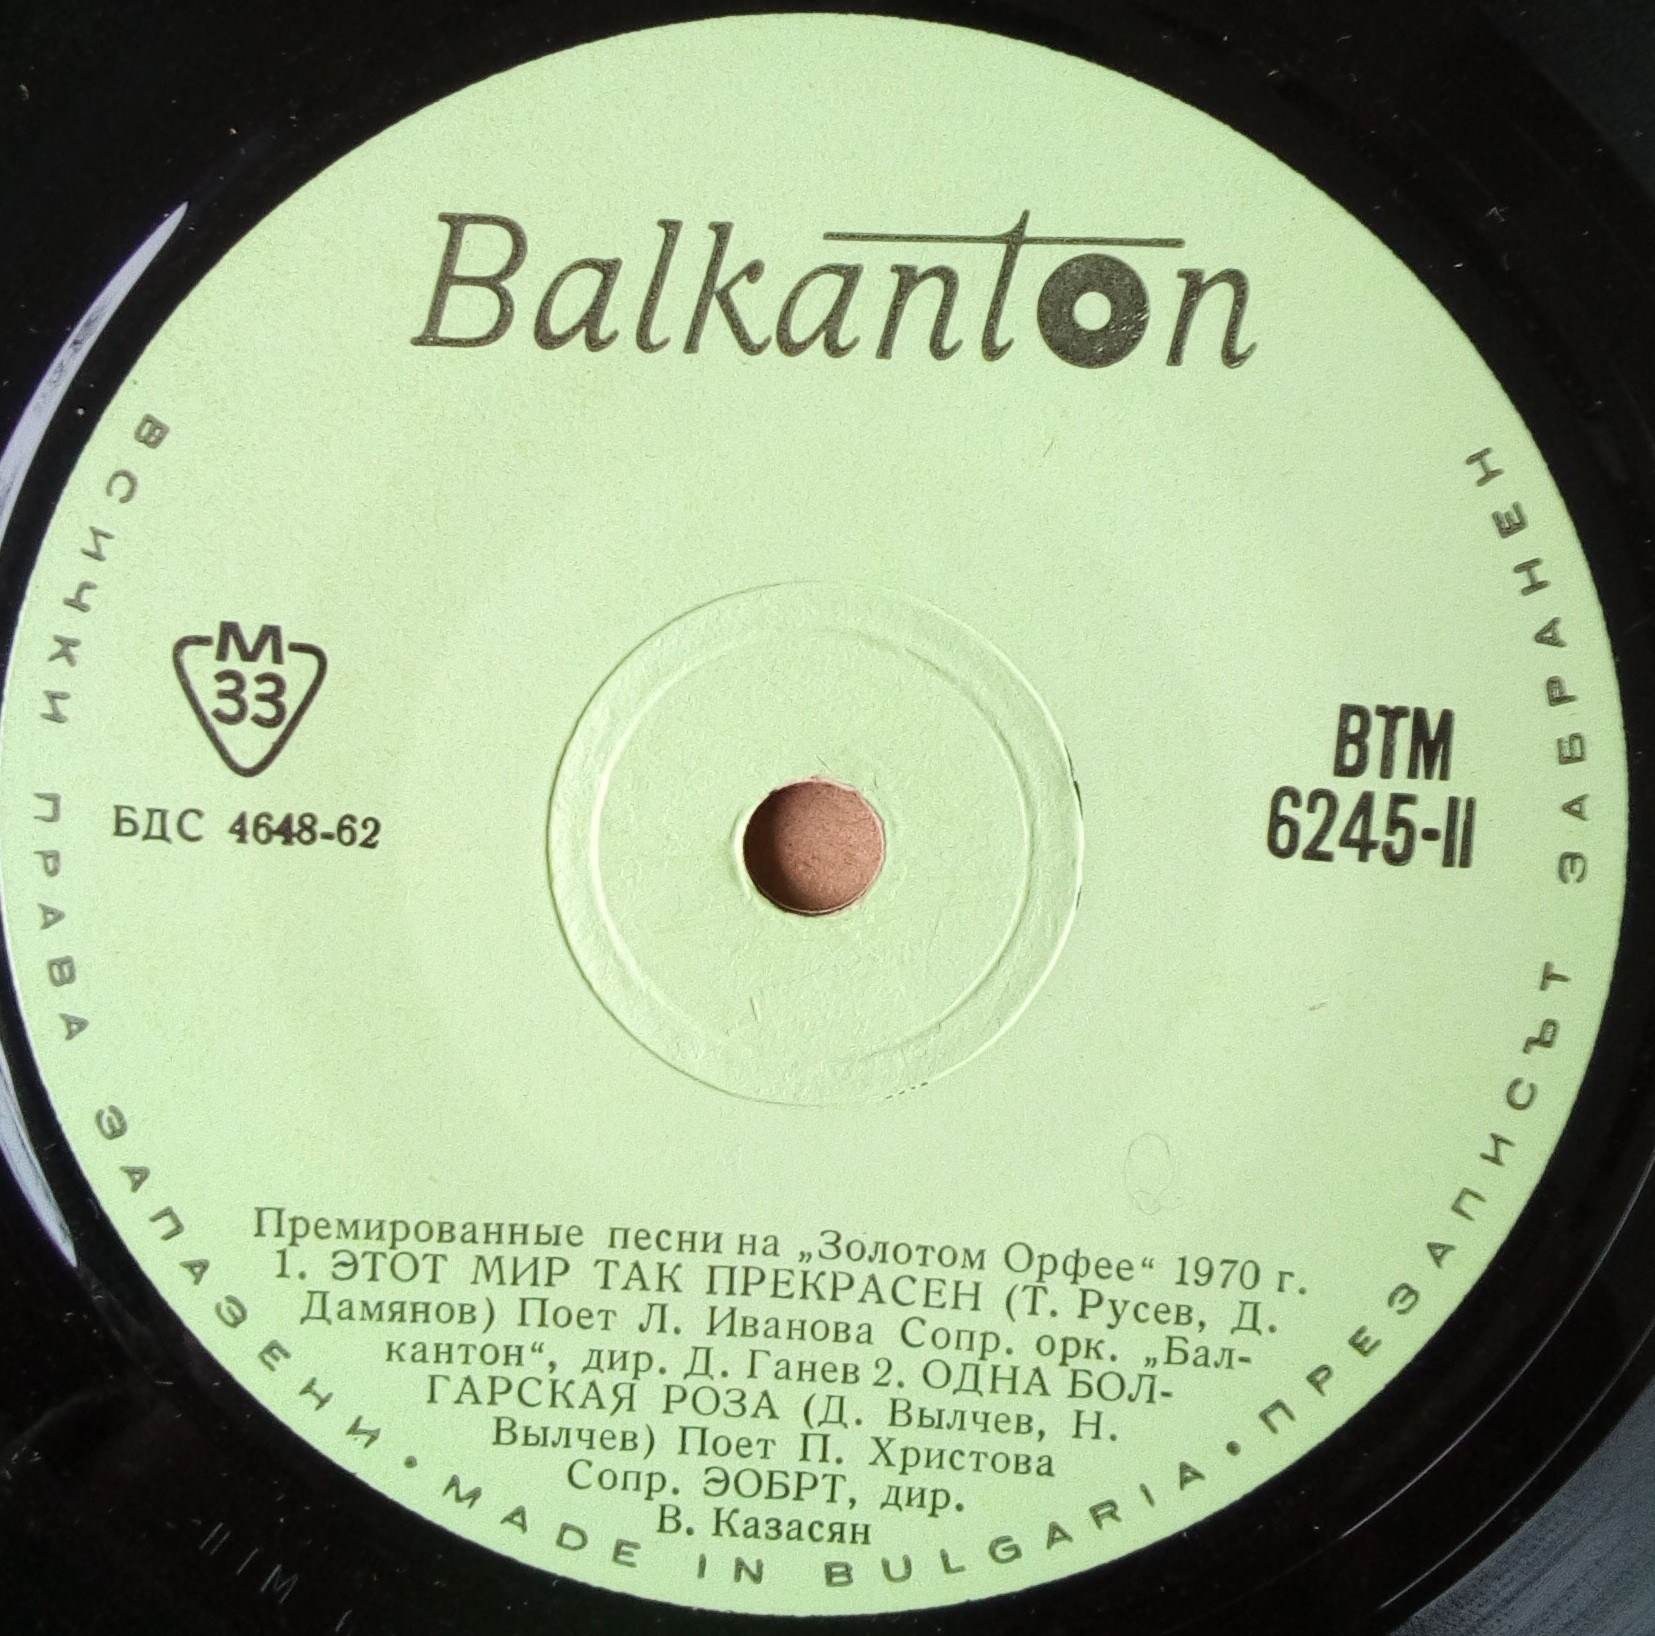 Balkanton
M
33
БДС 4648-62
ВТМ
6245-II
Премированные песни на „Золотом Орфее“ 1970 г.
1. ЭТОТ МИР ТАК ПРЕКРАСЕН (Т. Русев, Д.
Дамянов) Поет Л. Иванова Сопр. орк. „Бал-
кантон“, дир. Д. Ганев 2. ОДНА БОЛ-
ГАРСКАЯ РОЗА (Д. Вылчев, Н.
Вылчев) Поет П. Христова
Сопр. ЭОБРТ, дир.
В. Казасян
ВСИЧКИ ПРАВА ЗАПАЗЕНИ • MADE IN BULGARIA • ПРЕЗАПИСЪТ ЗАБРАНЕН